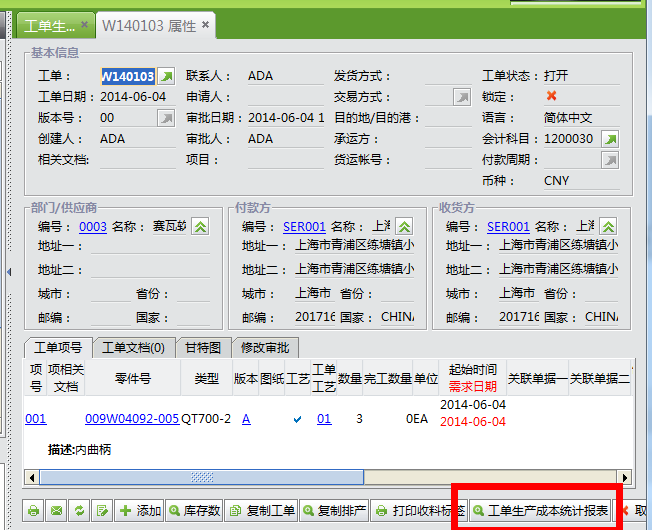 工单生... × W140103 属性 ×
基本信息
工单： W140103 联系人： ADA 发货方式： 工单状态： 打开
工单日期： 2014-06-04 申请人： 交易方式： 锁定：
版本号： 00 审批日期： 2014-06-04 1 目的地/目的港： 语言： 简体中文
创建人： ADA 审批人： ADA 承运方： 会计科目： 1200030
相关文档： 项目： 货运帐号： 付款周期：
币种： CNY
部门/供应商 付款方 收货方
编号： 0003 名称： 赛瓦软 编号： SER001 名称： 上海 编号： SER001 名称： 上海
地址一： 地址一： 上海市青浦区练塘镇小 地址一： 上海市青浦区练塘镇小
地址二： 地址二： 上海市青浦区练塘镇小 地址二： 上海市青浦区练塘镇小
城市： 省份： 城市： 上海市 省份： 城市： 上海市 省份：
邮编： 国家： 邮编： 201716 国家： CHINA 邮编： 201716 国家： CHINA
工单项号 工单文档(0) 甘特图 修改审批
项号 项相关文档 零件号 类型 版本 图纸 工艺 工单工艺 数量 完工数量 单位 起始时间 需求日期 关联单据一 关联单据二
001 009W04092-005 QT700-2 A 01 3 0EA 2014-06-04
2014-06-04
描述:内曲柄
添加 库存数 复制工单 复制排产 打印收料标签 工单生产成本统计报表 取